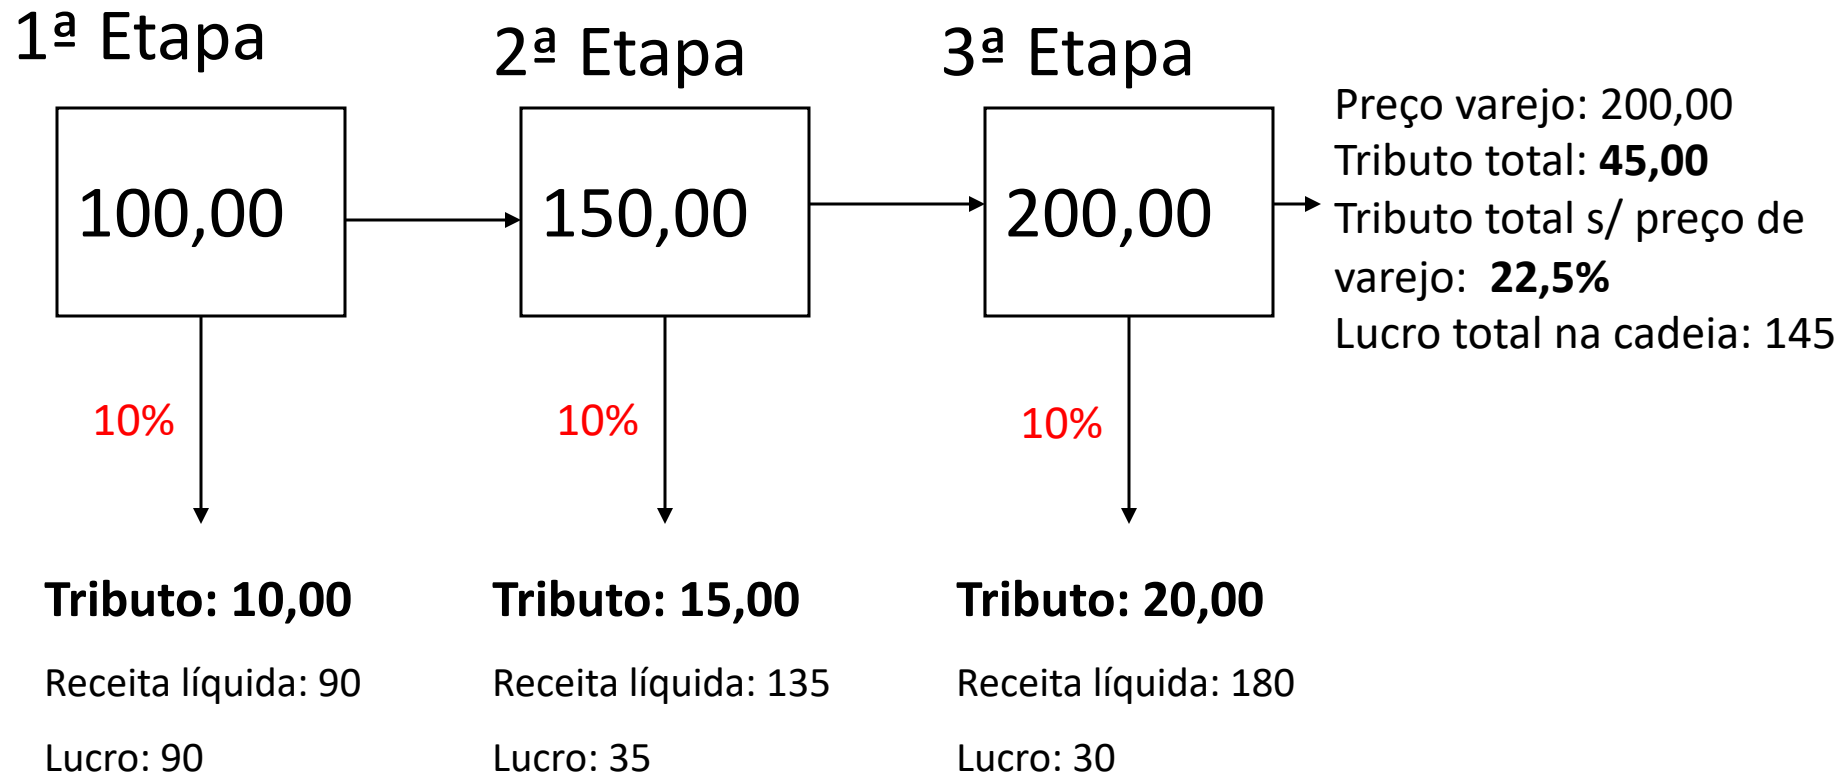 1ª Etapa
2ª Etapa
3ª Etapa
100,00
150,00
200,00
Preço varejo: 200,00
Tributo total: 45,00
Tributo total s/ preço de
varejo: 22,5%
Lucro total na cadeia: 145
10%
10%
10%
Tributo: 10,00
Receita líquida: 90
Lucro: 90
Tributo: 15,00
Receita líquida: 135
Lucro: 35
Tributo: 20,00
Receita líquida: 180
Lucro: 30